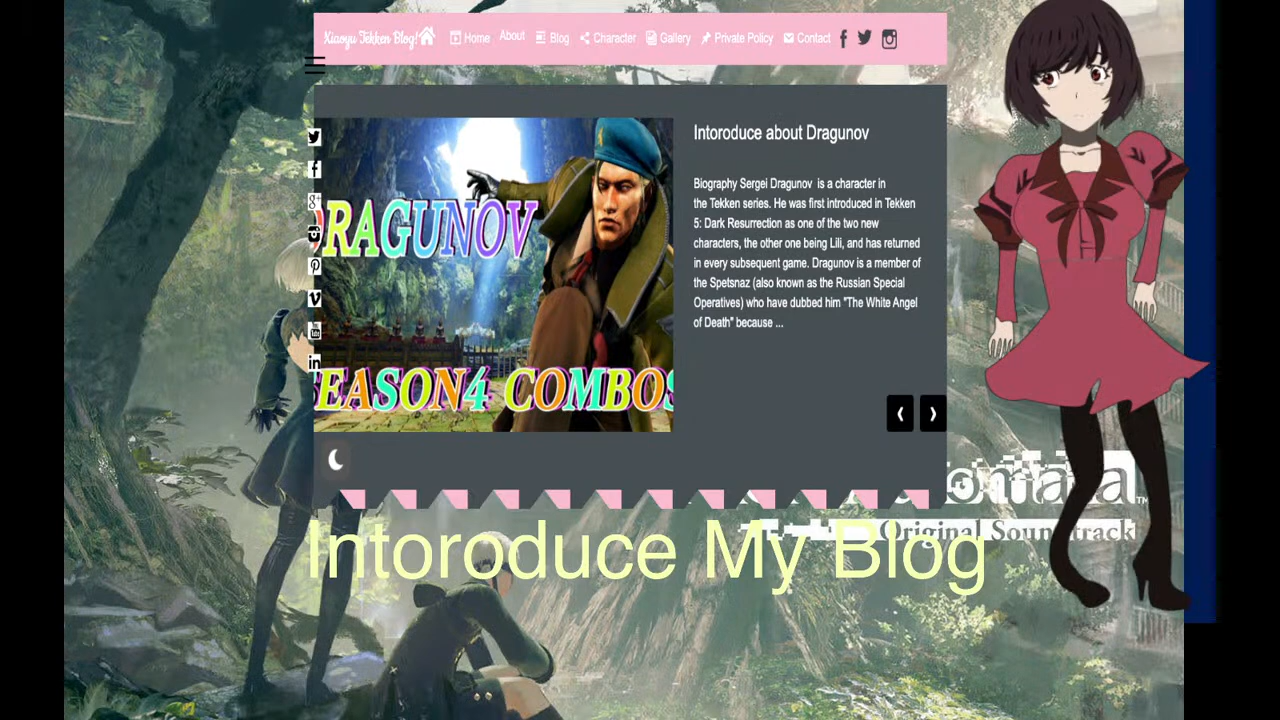 Xiaoyu Tekken Blog!
Home About Blog Character Gallery Private Policy Contact
Intoroduce about Dragunov
Biography Sergei Dragunov is a character in
the Tekken series. He was first introduced in Tekken
5: Dark Resurrection as one of the two new
characters, the other one being Lili, and has returned
in every subsequent game. Dragunov is a member of
the Spetsnaz (also known as the Russian Special
Operatives) who have dubbed him "The White Angel
of Death" because ...
DRAGUNOV
SEASON4 COMBOS
Original Soundtrack
Intoroduce My Blog